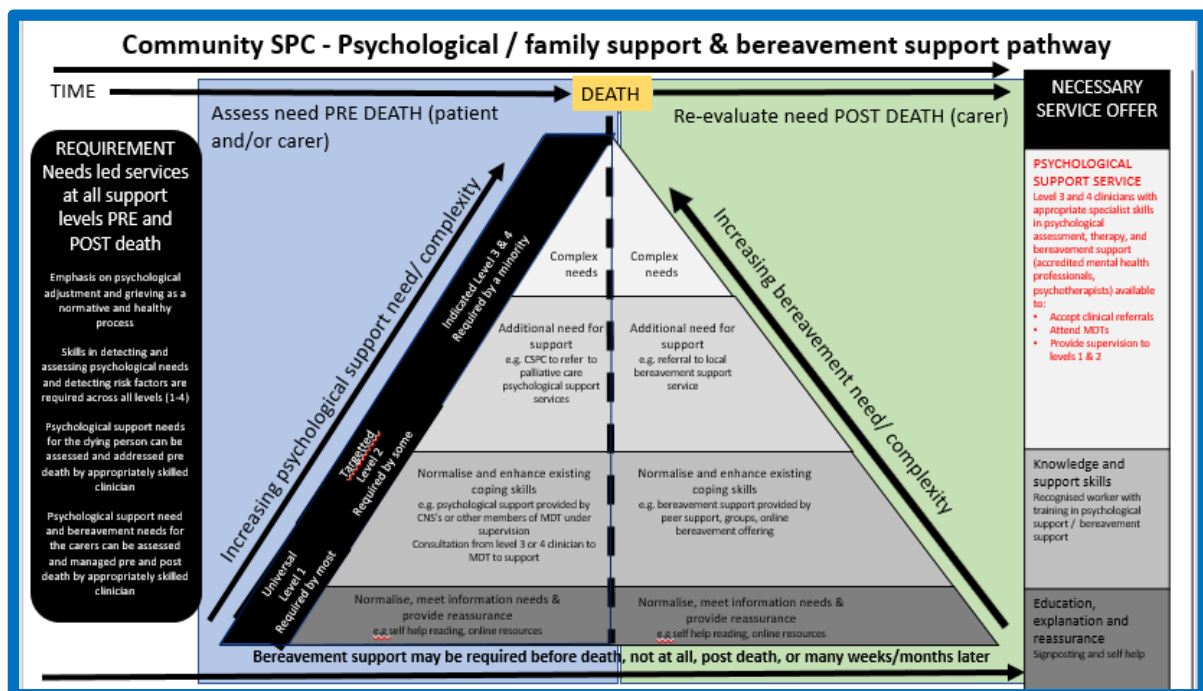 Community SPC - Psychological / family support & bereavement support pathway
TIME
DEATH
Assess need PRE DEATH (patient
and/or carer)
Re-evaluate need POST DEATH (carer)
REQUIREMENT
Needs led services
at all support
levels PRE and
POST death
Emphasis on psychological
adjustment and grieving as a
normative and healthy
process
Skills in detecting and
assessing psychological needs
and detecting risk factors are
required across all levels (1-4)
Psychological support needs
for the dying person can be
assessed and addressed pre
death by appropriately skilled
clinician
Psychological support need
and bereavement needs for
the carers can be assessed
and managed pre and post
death by appropriately skilled
clinician
Increasing psychological support need/ complexity
Indicated Level 3 & 4
Required by a minority
Targetted
Level 2
Required by some
Universal
Level 1
Required by most
Complex
needs
Additional need for
support
e.g. CSPC to refer to
palliative care
psychological support
services
Normalise and enhance existing
coping skills
e.g. psychological support provided by
CNS's or other members of MDT under
supervision
Consultation from level 3 or 4 clinician to
MDT to support
Normalise, meet information needs &
provide reassurance
e.g self help reading, online resources
Complex
needs
Additional need for
support
e.g. referral to local
bereavement support
service
Normalise and enhance existing
coping skills
e.g. bereavement support provided by
peer support, groups, online
bereavement offering
Normalise, meet information needs &
provide reassurance
e.g self help reading, online resources
Increasing bereavement need/ complexity
Bereavement support may be required before death, not at all, post death, or many weeks/months later
NECESSARY
SERVICE OFFER
PSYCHOLOGICAL
SUPPORT SERVICE
Level 3 and 4 clinicians with
appropriate specialist skills
in psychological
assessment, therapy, and
bereavement support
(accredited mental health
professionals,
psychotherapists) available
to:
• Accept clinical referrals
• Attend MDTs
• Provide supervision to
levels 1 & 2
Knowledge and
support skills
Recognised worker with
training in psychological
support / bereavement
support
Education,
explanation and
reassurance
Signposting and self help